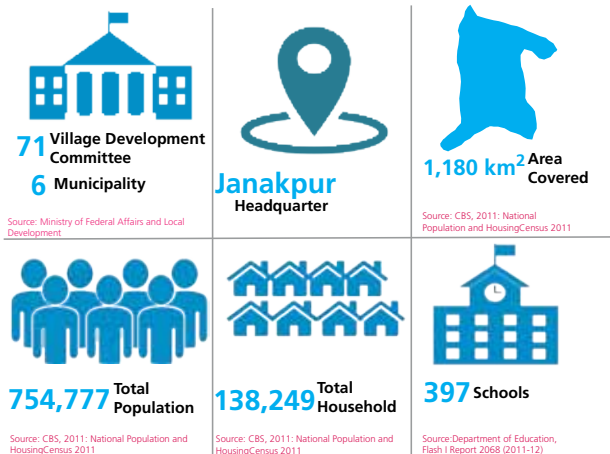 71 Village Development
Committee
6 Municipality
Source: Ministry of Federal Affairs and Local
Development
Janakpur
Headquarter
1,180 km² Area
Covered
Source: CBS, 2011: National
Population and HousingCensus 2011
754,777 Total
Population
Source: CBS, 2011: National Population and
HousingCensus 2011
138,249 Total
Household
Source: CBS, 2011: National Population and
HousingCensus 2011
397 Schools
Source:Department of Education,
Flash I Report 2068 (2011-12)